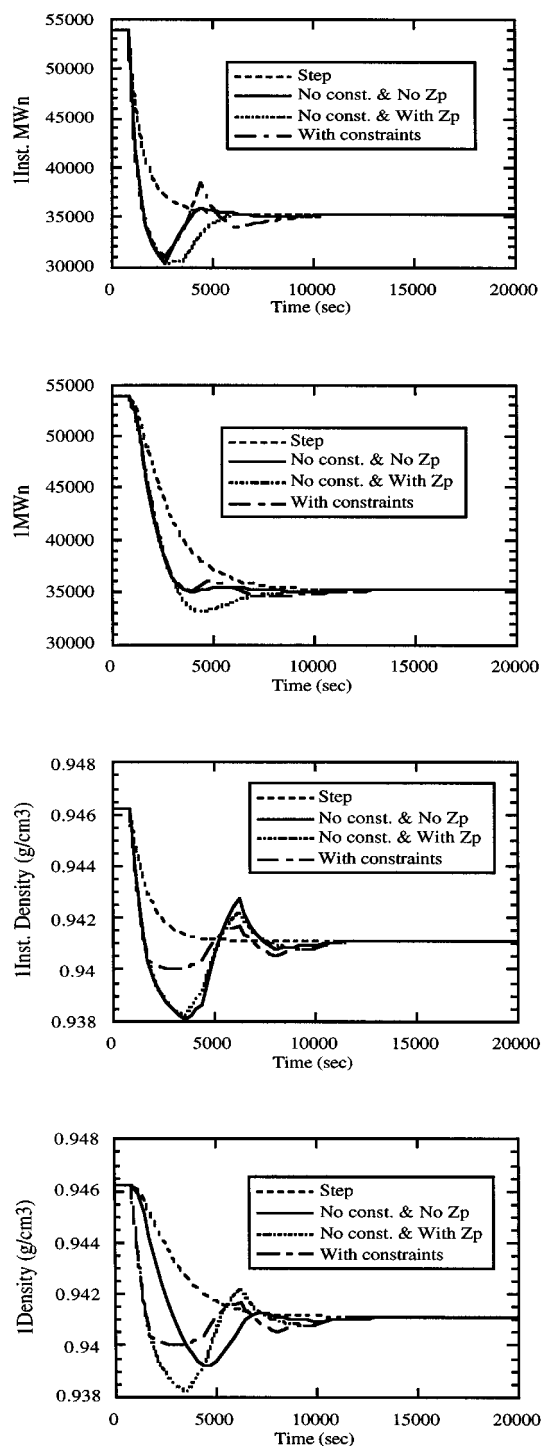 55000
50000
45000
40000
35000
30000
1Inst. MWn
Step
No const. & No Zp
No const. & With Zp
With constraints
0 5000 10000 15000 20000
Time (sec)
55000
50000
45000
40000
35000
30000
1MWn
Step
No const. & No Zp
No const. & With Zp
With constraints
0 5000 10000 15000 20000
Time (sec)
0.948
0.946
0.944
0.942
0.94
0.938
1Inst. Density (g/cm3)
Step
No const. & No Zp
No const. & With Zp
With constraints
0 5000 10000 15000 20000
Time (sec)
0.948
0.946
0.944
0.942
0.94
0.938
1Density (g/cm3)
Step
No const. & No Zp
No const. & With Zp
With constraints
0 5000 10000 15000 20000
Time (sec)